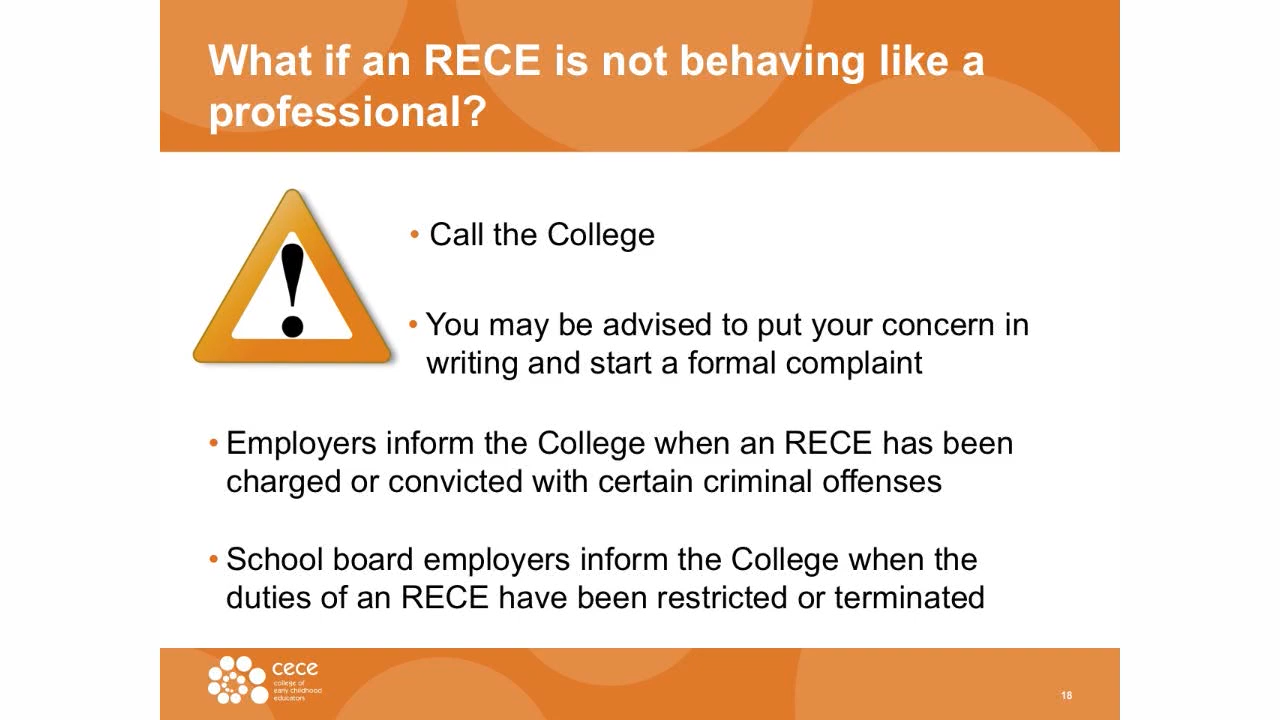 What if an RECE is not behaving like a
professional?
• Call the College
• You may be advised to put your concern in
writing and start a formal complaint
• Employers inform the College when an RECE has been
charged or convicted with certain criminal offenses
• School board employers inform the College when the
duties of an RECE have been restricted or terminated
cece
college of
early childhood
educators
18